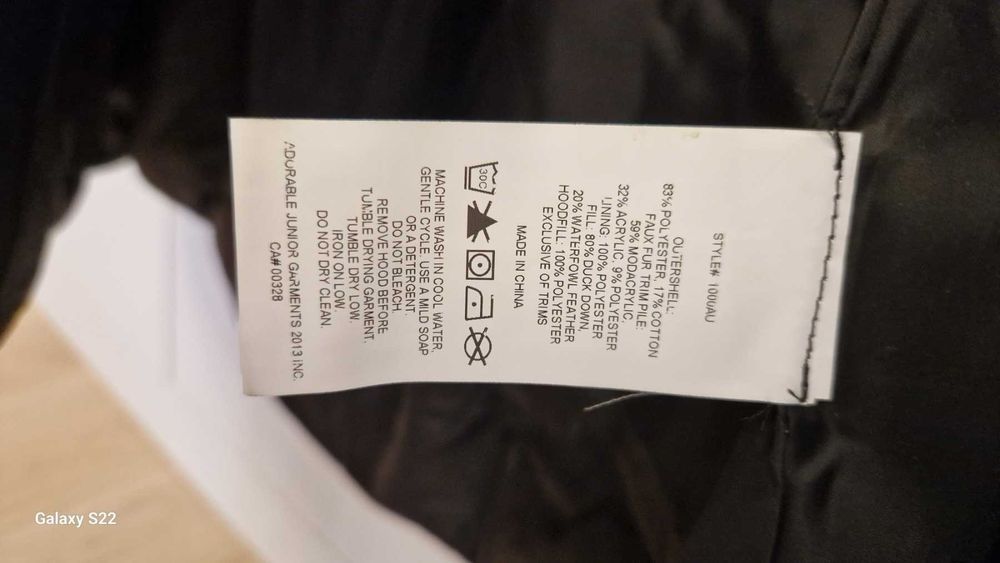 STYLE# 1000AU
OUTERSHELL:
83% POLYESTER, 17% COTTON
FAUX FUR TRIM PILE:
59% MODACRYLIC,
32% ACRYLIC, 9% POLYESTER
LINING: 100% POLYESTER
FILL: 80% DUCK DOWN,
20% WATERFOWL FEATHER
HOODFILL: 100% POLYESTER
EXCLUSIVE OF TRIMS
MADE IN CHINA
30C
MACHINE WASH IN COOL WATER,
GENTLE CYCLE. USE A MILD SOAP
OR A DETERGENT.
DO NOT BLEACH.
REMOVE HOOD BEFORE
TUMBLE DRYING GARMENT.
TUMBLE DRY LOW.
IRON ON LOW.
DO NOT DRY CLEAN.
ADORABLE JUNIOR GARMENTS 2013 INC.
CA# 00328
Galaxy S22